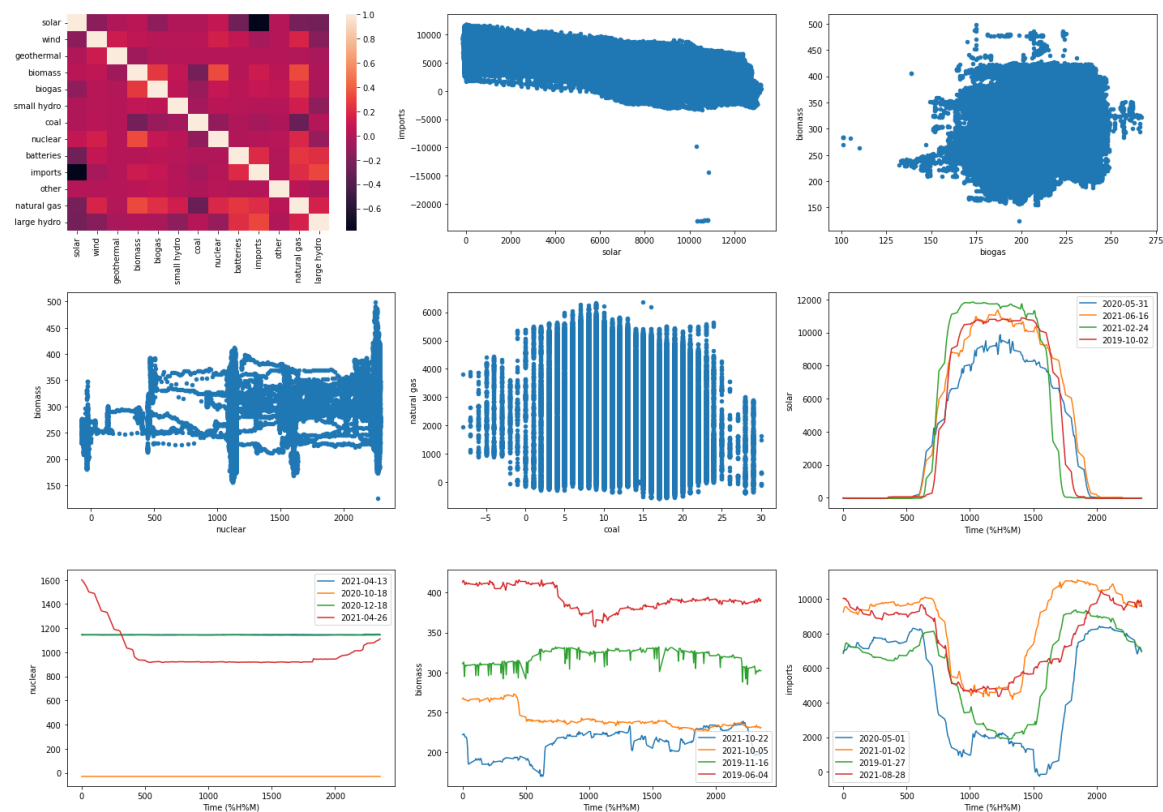 solar
wind
geothermal
biomass
biogas
small hydro
coal
nuclear
batteries
imports
other
natural gas
large hydro
solar
wind
geothermal
biomass
biogas
small hydro
coal
nuclear
batteries
imports
other
natural gas
large hydro
1.0
0.8
0.6
0.4
0.2
0.0
−0.2
−0.4
−0.6
imports
10000
5000
0
−5000
−10000
−15000
−20000
0 2000 4000 6000 8000 10000 12000
solar
biomass
500
450
400
350
300
250
200
150
100 125 150 175 200 225 250 275
biogas
biomass
500
450
400
350
300
250
200
150
0 500 1000 1500 2000
nuclear
natural gas
6000
5000
4000
3000
2000
1000
0
−5 0 5 10 15 20 25 30
coal
solar
12000
10000
8000
6000
4000
2000
0
2020-05-31
2021-06-16
2021-02-24
2019-10-02
0 500 1000 1500 2000
Time (%H%M)
nuclear
1600
1400
1200
1000
800
600
400
200
0
2021-04-13
2020-10-18
2020-12-18
2021-04-26
0 500 1000 1500 2000
Time (%H%M)
biomass
400
350
300
250
200
2021-10-22
2021-10-05
2019-11-16
2019-06-04
0 500 1000 1500 2000
Time (%H%M)
imports
10000
8000
6000
4000
2000
0
2020-05-01
2021-01-02
2019-01-27
2021-08-28
0 500 1000 1500 2000
Time (%H%M)